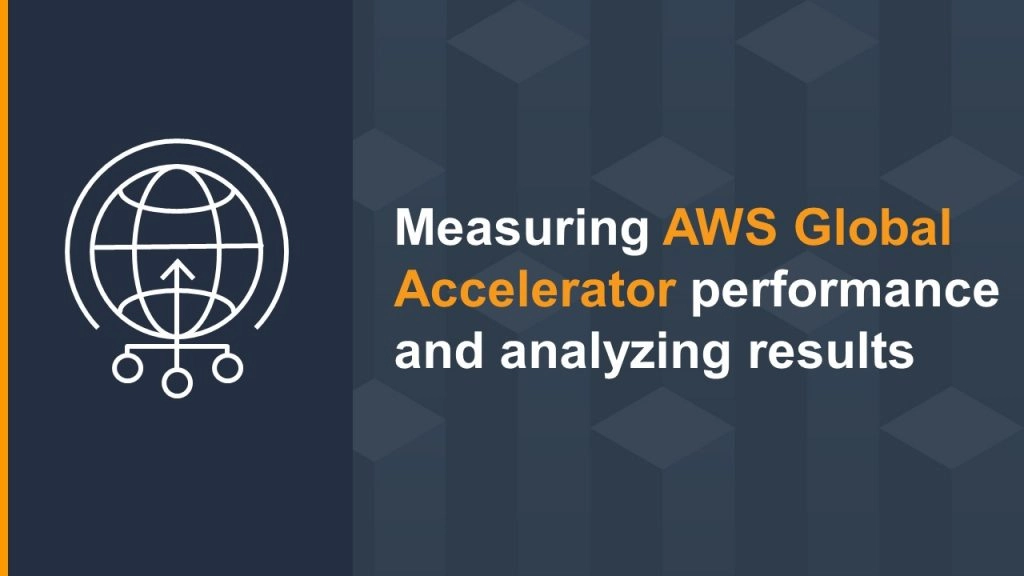 Measuring AWS Global
Accelerator performance
and analyzing results